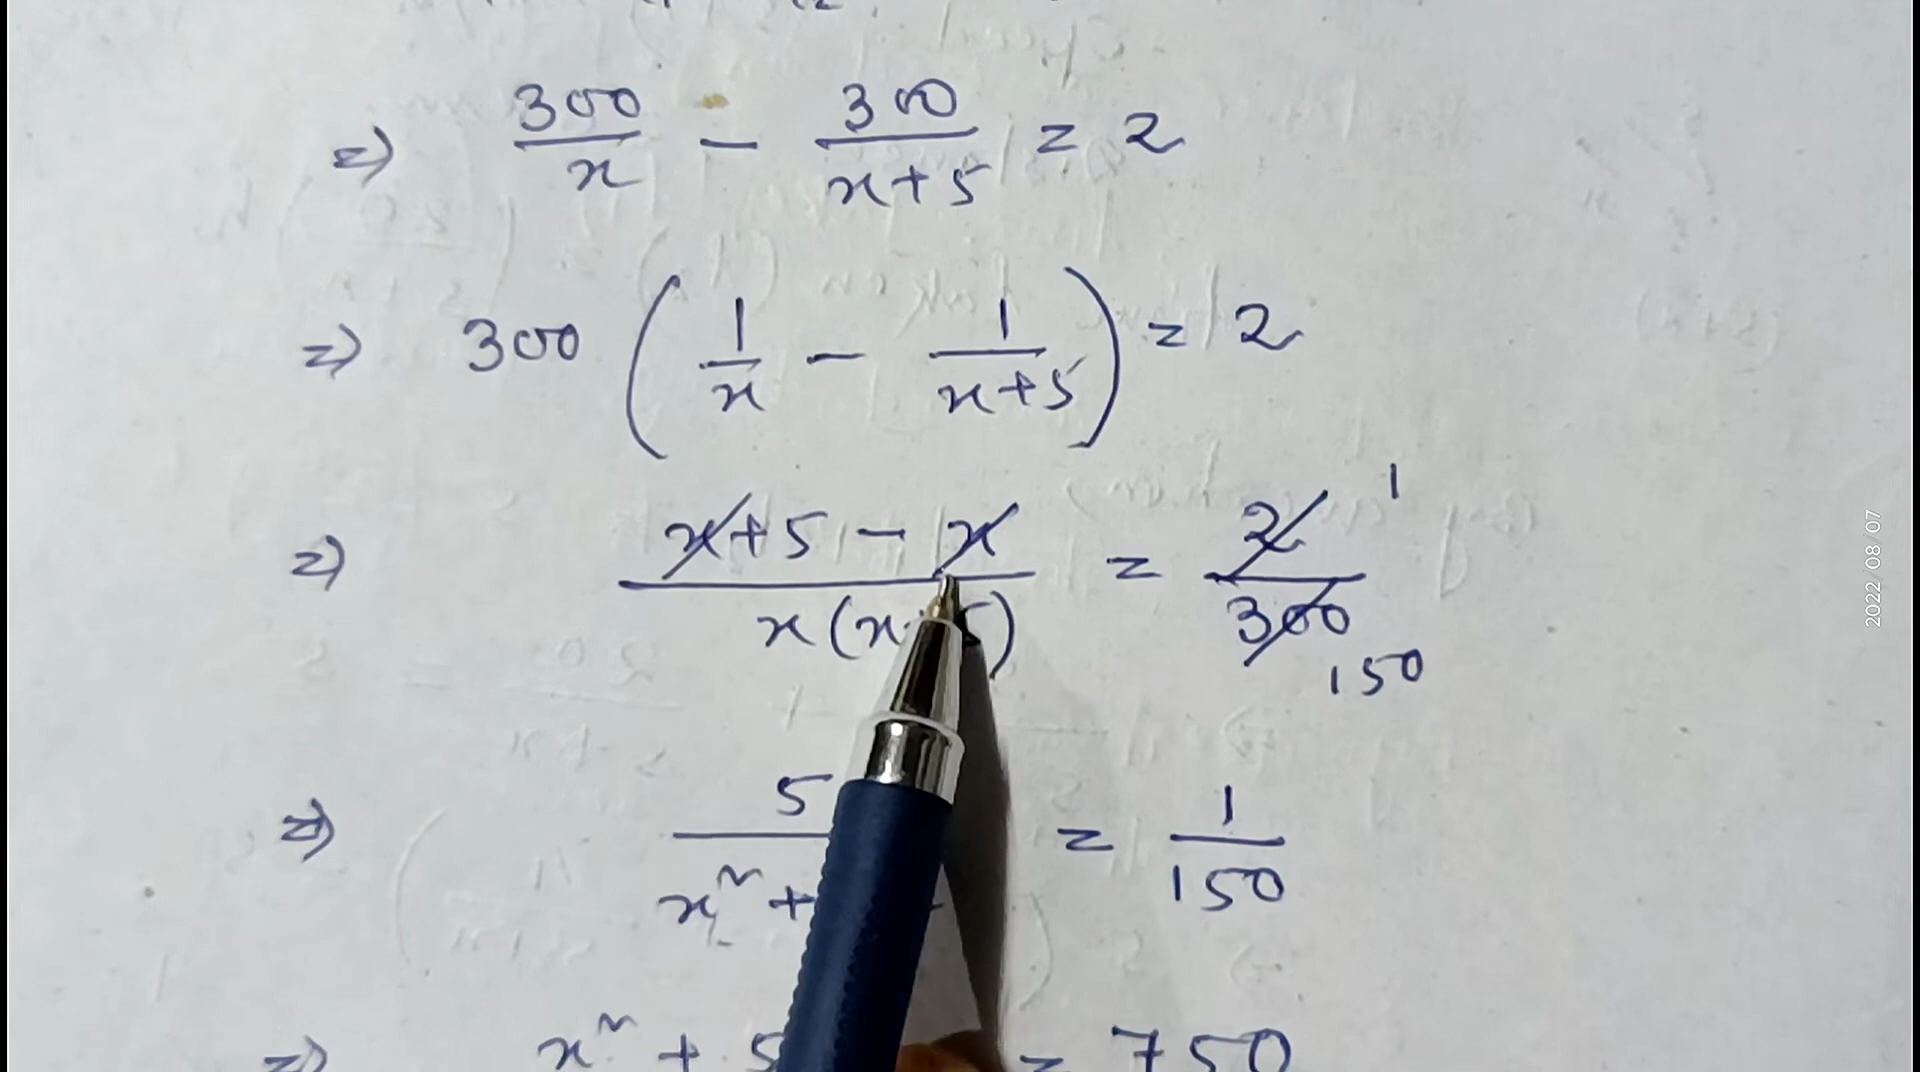 ⇒ 300/x - 300/x+5 = 2
⇒ 300 (1/x - 1/x+5) = 2
⇒ x+5-x / x(x+5) = 2/300 1 150
⇒ 5 / x²+ = 1/150
⇒ x² + 5 = 750
2022/08/07